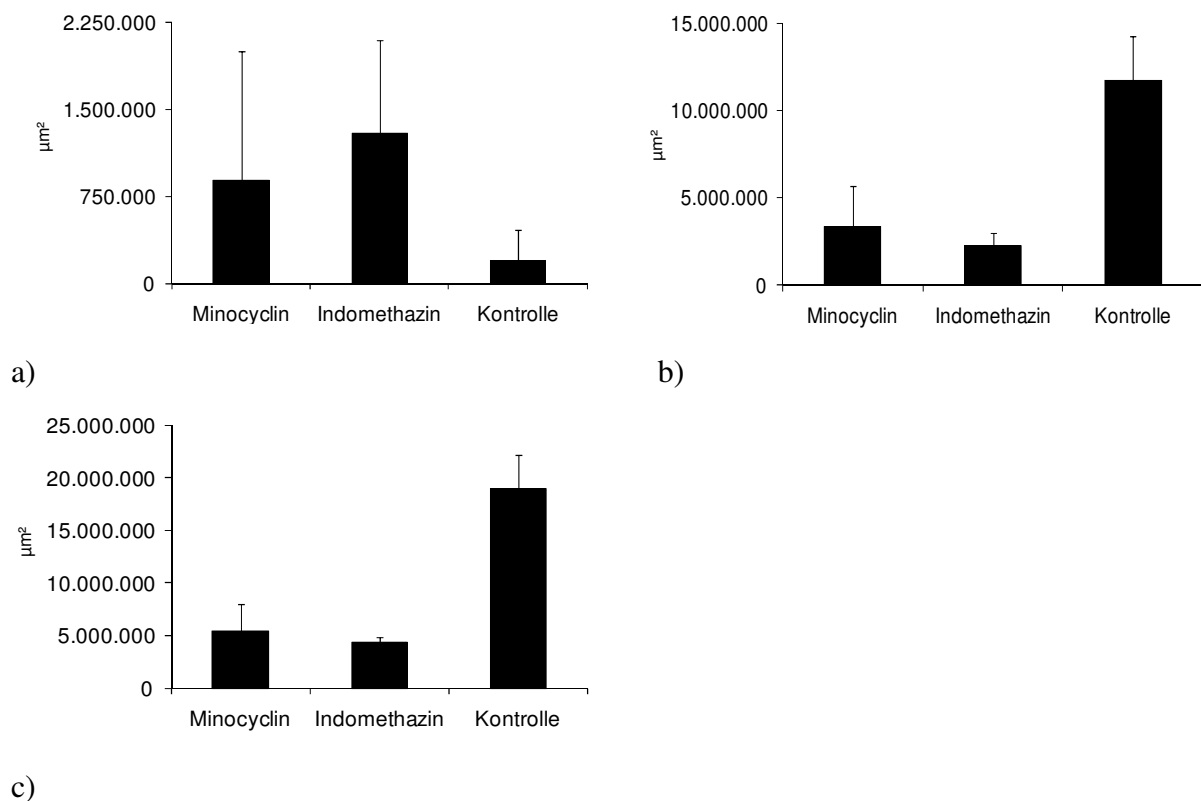 2.250.000
1.500.000
750.000
0
µm²
Minocyclin Indomethazin Kontrolle
a)
15.000.000
10.000.000
5.000.000
0
µm²
Minocyclin Indomethazin Kontrolle
b)
25.000.000
20.000.000
15.000.000
10.000.000
5.000.000
0
µm²
Minocyclin Indomethazin Kontrolle
c)